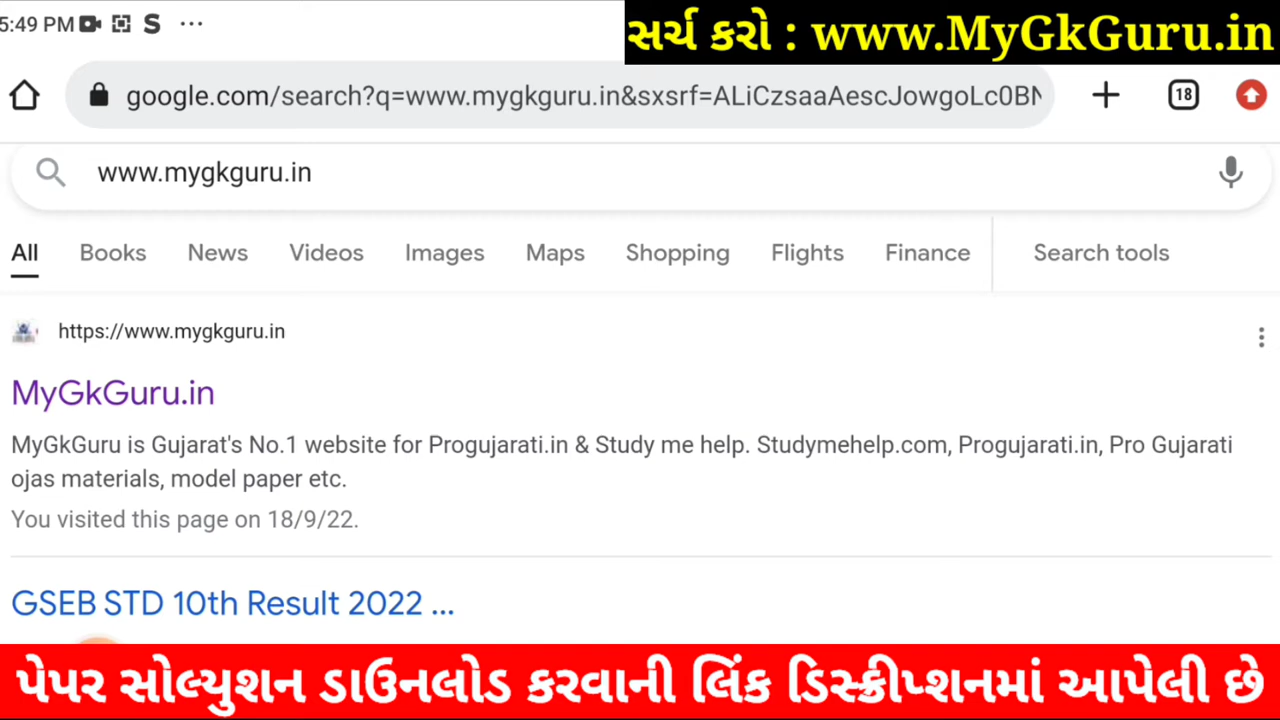 5:49 PM S ...
સર્ચ કરો : www.MyGkGuru.in
google.com/search?q=www.mygkguru.in&sxsrf=ALiCzsaaAescJowgoLc0BN
18
www.mygkguru.in
All Books News Videos Images Maps Shopping Flights Finance Search tools
https://www.mygkguru.in
MyGkGuru.in
MyGkGuru is Gujarat's No.1 website for Progujarati.in & Study me help. Studymehelp.com, Progujarati.in, Pro Gujarati
ojas materials, model paper etc.
You visited this page on 18/9/22.
GSEB STD 10th Result 2022 ...
પેપર સોલ્યુશન ડાઉનલોડ કરવાની લિંક ડિસ્ક્રીપ્શનમાં આપેલી છે